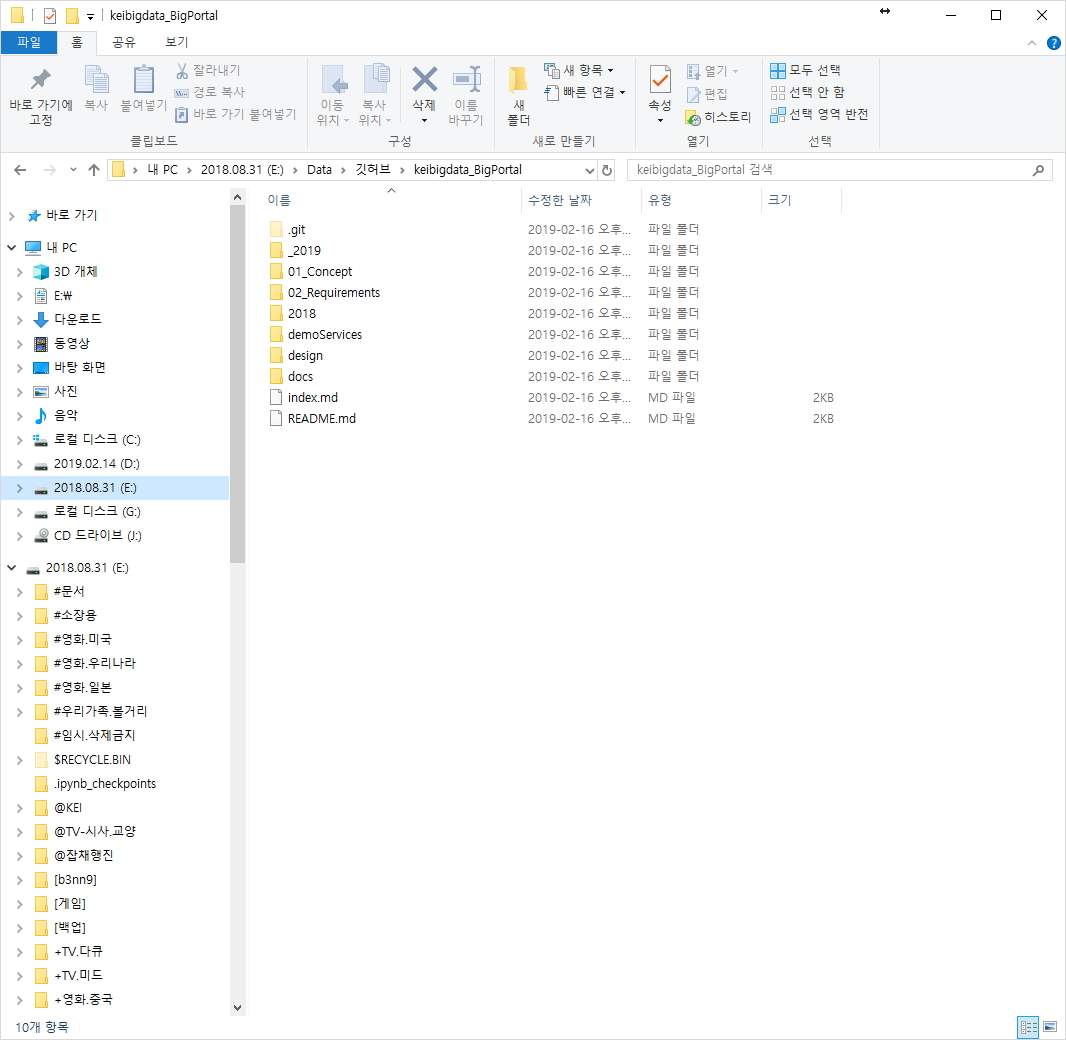 keibigdata_BigPortal
파일 홈 공유 보기
바로 가기에 고정
복사
붙여넣기
잘라내기
경로 복사
바로 가기 붙여넣기
클립보드
이동 위치
복사 위치
삭제
이름 바꾸기
구성
새 폴더
새 항목
빠른 연결
새로 만들기
속성
열기
편집
히스토리
열기
모두 선택
선택 안 함
선택 영역 반전
선택
내 PC > 2018.08.31 (E:) > Data > 깃허브 > keibigdata_BigPortal
keibigdata_BigPortal 검색
바로 가기
내 PC
3D 개체
E:₩
다운로드
동영상
바탕 화면
사진
음악
로컬 디스크 (C:)
2019.02.14 (D:)
2018.08.31 (E:)
로컬 디스크 (G:)
CD 드라이브 (J:)
2018.08.31 (E:)
#문서
#소장용
#영화.미국
#영화.우리나라
#영화.일본
#우리가족.볼거리
#임시.삭제금지
$RECYCLE.BIN
.ipynb_checkpoints
@KEI
@TV-시사.교양
@잡채행진
[b3nn9]
[게임]
[백업]
+TV.다큐
+TV.미드
+영화.중국
이름 수정한 날짜 유형 크기
.git 2019-02-16 오후... 파일 폴더
_2019 2019-02-16 오후... 파일 폴더
01_Concept 2019-02-16 오후... 파일 폴더
02_Requirements 2019-02-16 오후... 파일 폴더
2018 2019-02-16 오후... 파일 폴더
demoServices 2019-02-16 오후... 파일 폴더
design 2019-02-16 오후... 파일 폴더
docs 2019-02-16 오후... 파일 폴더
index.md 2019-02-16 오후... MD 파일 2KB
README.md 2019-02-16 오후... MD 파일 2KB
10개 항목